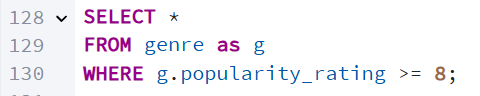 128 SELECT *
129 FROM genre as g
130 WHERE g.popularity_rating >= 8;